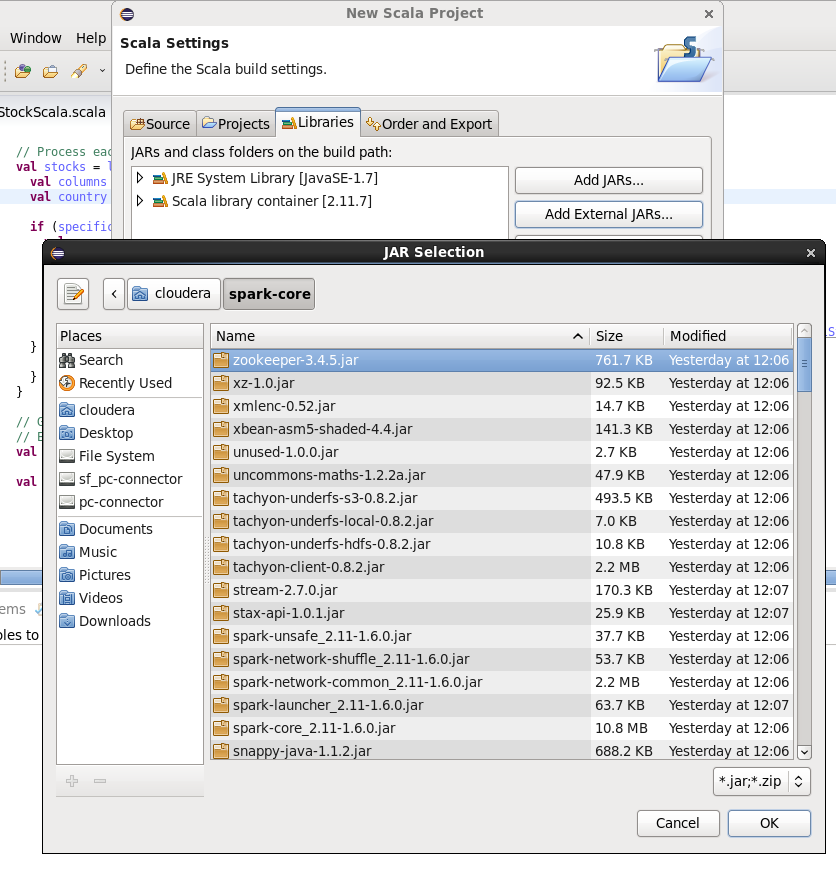 New Scala Project
Window Help
Scala Settings
Define the Scala build settings.
StockScala.scala
Source Projects Libraries Order and Export
// Process eac
JARs and class folders on the build path:
val stocks = l
JRE System Library [JavaSE-1.7] Add JARs...
val columns
val country
Scala library container [2.11.7] Add External JARs...
if (specific
JAR Selection
cloudera spark-core
Places Name Size Modified
Search
Recently Used
cloudera
Desktop
File System
sf_pc-connector
pc-connector
Documents
Music
Pictures
Videos
Downloads
zookeeper-3.4.5.jar 761.7 KB Yesterday at 12:06
xz-1.0.jar 92.5 KB Yesterday at 12:06
xmlenc-0.52.jar 14.7 KB Yesterday at 12:06
xbean-asm5-shaded-4.4.jar 141.3 KB Yesterday at 12:06
unused-1.0.0.jar 2.7 KB Yesterday at 12:06
uncommons-maths-1.2.2a.jar 47.9 KB Yesterday at 12:06
tachyon-underfs-s3-0.8.2.jar 493.5 KB Yesterday at 12:06
tachyon-underfs-local-0.8.2.jar 7.0 KB Yesterday at 12:06
tachyon-underfs-hdfs-0.8.2.jar 10.8 KB Yesterday at 12:06
tachyon-client-0.8.2.jar 2.2 MB Yesterday at 12:06
stream-2.7.0.jar 170.3 KB Yesterday at 12:07
stax-api-1.0.1.jar 25.9 KB Yesterday at 12:07
spark-unsafe_2.11-1.6.0.jar 37.7 KB Yesterday at 12:06
spark-network-shuffle_2.11-1.6.0.jar 53.7 KB Yesterday at 12:06
spark-network-common_2.11-1.6.0.jar 2.2 MB Yesterday at 12:06
spark-launcher_2.11-1.6.0.jar 63.7 KB Yesterday at 12:07
spark-core_2.11-1.6.0.jar 10.8 MB Yesterday at 12:06
snappy-java-1.1.2.jar 688.2 KB Yesterday at 12:06
}
}
}
// G
// E
val
val
ems
oles to
*.jar;*.zip
Cancel OK